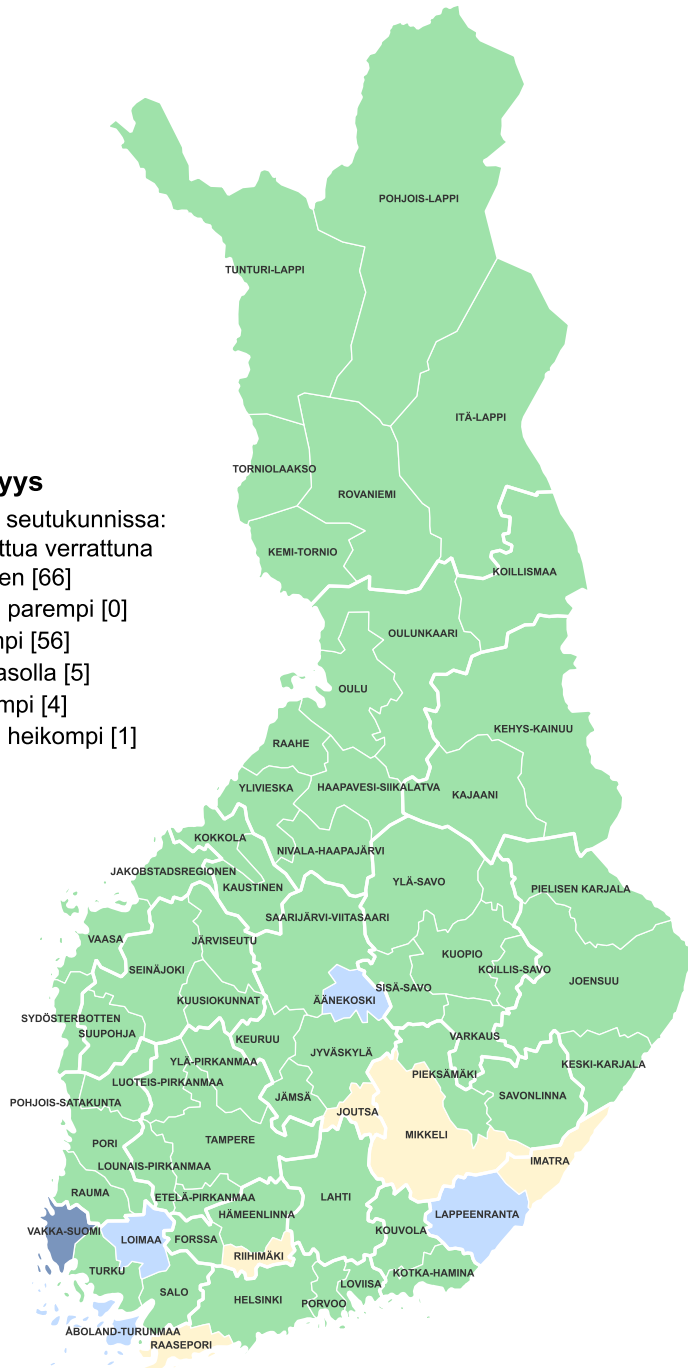 POHJOIS-LAPPI
TUNTURI-LAPPI
ITÄ-LAPPI
TORNIOLAAKSO
yys
ROVANIEMI
seutukunnissa:
ttua verrattuna
KEMI-TORNIO
KOILLISMAA
en [66]
parempi [0]
OULUNKAARI
mpi [56]
asolla [5]
OULU
mpi [4]
KEHYS-KAINUU
heikompi [1]
RAAHE
YLIVIESKA
HAAPAVESI-SIIKALATVA
KAJAANI
KOKKOLA
NIVALA-HAAPAJÄRVI
JAKOBSTADSREGIONEN
KAUSTINEN
YLÄ-SAVO
PIELISEN KARJALA
SAARIJÄRVI-VIITASAARI
VAASA
JÄRVISEUTU
SEINÄJOKI
KUOPIO
KOILLIS-SAVO
JOENSUU
SISÄ-SAVO
KUUSIOKUNNAT
ÄÄNEKOSKI
SYDÖSTERBOTTEN
SUUPOHJA
KEURUU
VARKAUS
JYVÄSKYLÄ
YLÄ-PIRKANMAA
KESKI-KARJALA
PIEKSÄMÄKI
LUOTEIS-PIRKANMAA
SAVONLINNA
JÄMSÄ
POHJOIS-SATAKUNTA
JOUTSA
MIKKELI
TAMPERE
PORI
IMATRA
LOUNAIS-PIRKANMAA
RAUMA
ETELÄ-PIRKANMAA
LAHTI
HÄMEENLINNA
LAPPEENRANTA
VAKKA-SUOMI
KOUVOLA
LOIMAA
FORSSA
RIIHIMÄKI
TURKU
KOTKA-HAMINA
LOVIISA
SALO
HELSINKI
PORVOO
ÅBOLAND-TURUNMAA
RAASEPORI